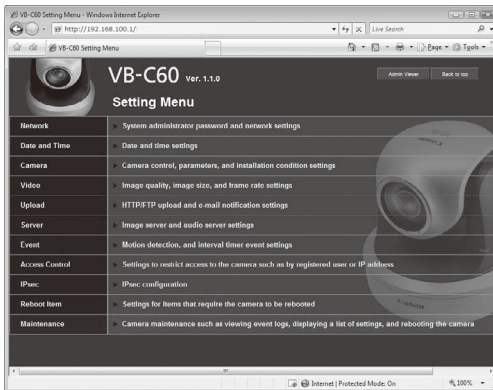 VB-C60 Setting Menu - Windows Internet Explorer
http://192.168.100.1/
Live Search
VB-C60 Setting Menu
Page Tools
VB-C60 Ver. 1.1.0
Admin Viewer Back to top
Setting Menu
Network System administrator password and network settings
Date and Time Date and time settings
Camera Camera control, parameters, and installation condition settings
Video Image quality, image size, and frame rate settings
Upload HTTP/FTP upload and e-mail notification settings
Server Image server and audio server settings
Event Motion detection, and interval timer event settings
Access Control Settings to restrict access to the camera such as by registered user or IP address
IPsec IPsec configuration
Reboot Item Settings for items that require the camera to be rebooted
Maintenance Camera maintenance such as viewing event logs, displaying a list of settings, and rebooting the camera
Canon
Canon
Internet | Protected Mode: On 100%